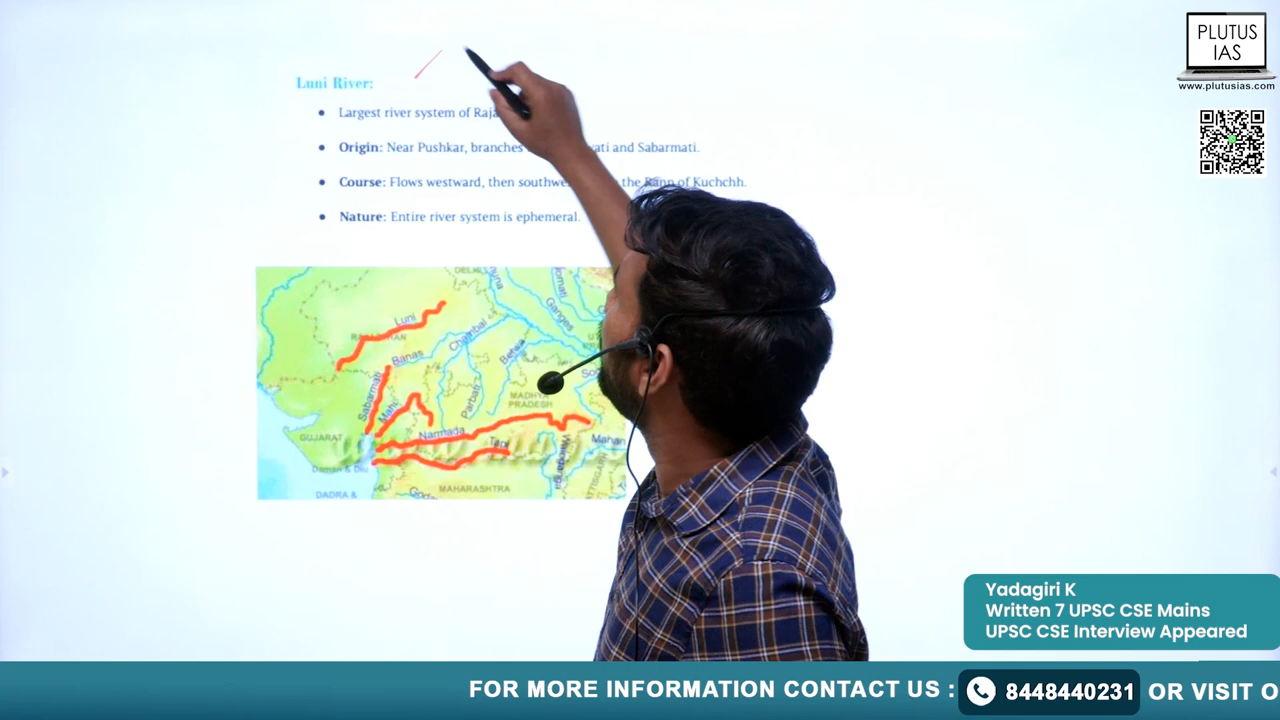 PLUTUS
IAS
www.plutusias.com
Luni River:
Largest river system of
Origin: Near Pushkar, branches and Sabarmati.
Course: Flows westward, then the Rann of Kuchchh.
Nature: Entire river system is ephemeral.
DELHI
Luni
Ganges
Chambal
Banas
Betwa
Sabarmati
Mahi
Parbati
MADHYA
PRADESH
GUJARAT
Narmada
Tapi
Mahan
Daman & Diu
DADRA &
MAHARASHTRA
Yadagiri K
Written 7 UPSC CSE Mains
UPSC CSE Interview Appeared
FOR MORE INFORMATION CONTACT US : 8448440231 OR VISIT O